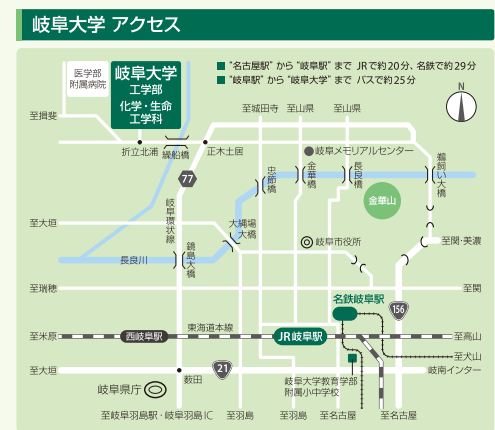 岐阜大学 アクセス
■ "名古屋駅" から "岐阜駅" まで JRで約20分、名鉄で約29分
■ "岐阜駅" から "岐阜大学" まで バスで約25分
医学部
附属病院
岐阜大学
工学部
化学・生命
工学科
N
至揖斐
至城田寺
至山県
至山県
折立北浦
繰船橋
正木土居
岐阜メモリアルセンター
77
忠節橋
金華橋
長良橋
鵜飼い大橋
金華山
岐阜環状線
至大垣
大縄場
大橋
鏡島大橋
岐阜市役所
至関・美濃
長良川
至瑞穂
至関
名鉄岐阜駅
156
至米原
西岐阜駅
東海道本線
JR岐阜駅
至高山
至犬山
至大垣
薮田
21
岐南インター
岐阜大学教育学部
附属小中学校
岐阜県庁
至岐阜羽島駅・岐阜羽島IC
至羽島
至羽島
至名古屋
至名古屋